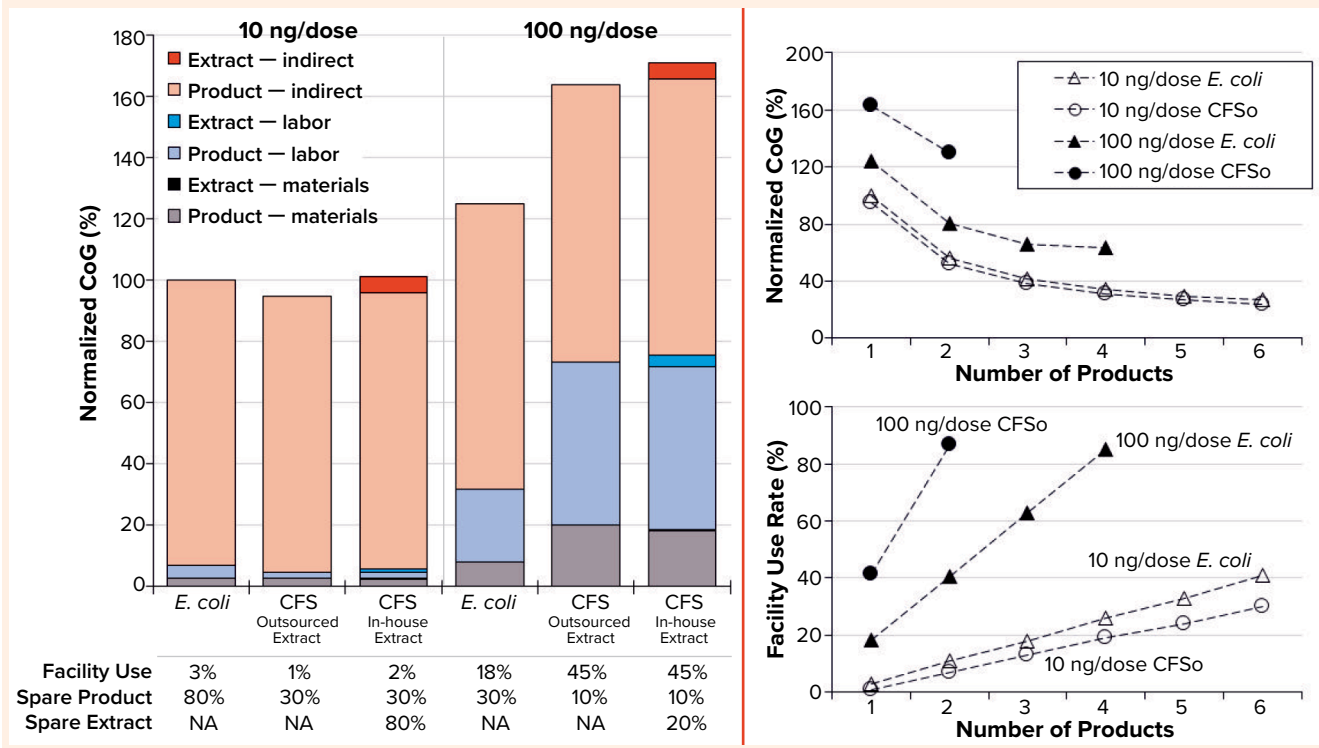 10 ng/dose 100 ng/dose
Extract — indirect
Product — indirect
Extract — labor
Product — labor
Extract — materials
Product — materials
Normalized CoG (%)
180
160
140
120
100
80
60
40
20
0
E. coli CFS CFS E. coli CFS CFS
Outsourced In-house Outsourced In-house
Extract Extract Extract Extract
Facility Use 3% 1% 2% 18% 45% 45%
Spare Product 80% 30% 30% 30% 10% 10%
Spare Extract NA NA 80% NA NA 20%
Normalized CoG (%)
200
160
120
80
40
0
10 ng/dose E. coli
10 ng/dose CFSo
100 ng/dose E. coli
100 ng/dose CFSo
1 2 3 4 5 6
Number of Products
Facility Use Rate (%)
100
80
60
40
20
0
100 ng/dose CFSo
100 ng/dose E. coli
10 ng/dose E. coli
10 ng/dose CFSo
1 2 3 4 5 6
Number of Products